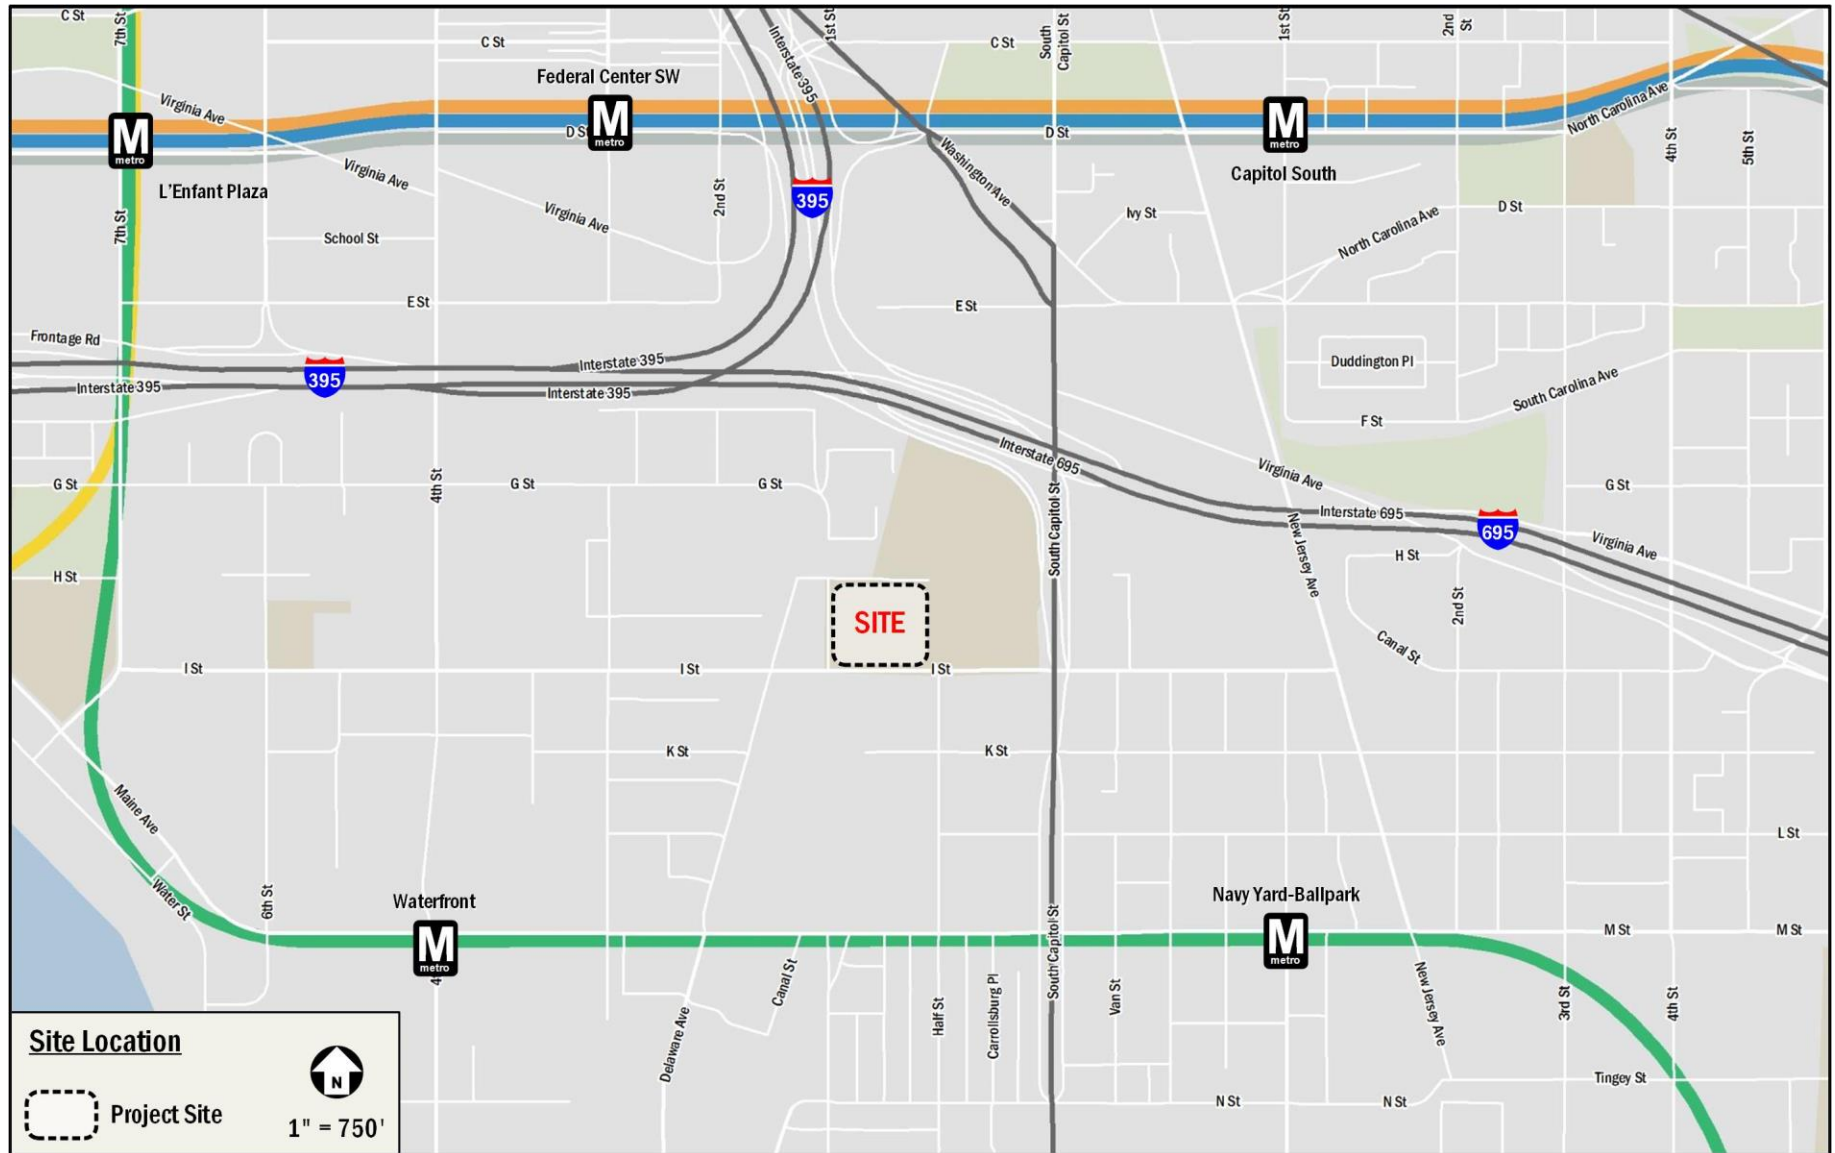 C St
7th St
C St
Interstate 395
1st St
C St
South
Capitol St
1st St
2nd
St
Federal Center SW
Virginia Ave
M
metro
M
metro
D St
D St
M
metro
North Carolina Ave
4th St
5th St
L'Enfant Plaza
Virginia Ave
Washington Ave
Capitol South
7th St
Virginia Ave
2nd St
395
Ivy St
D St
North Carolina Ave
School St
E St
E St
Frontage Rd
Interstate 395
Duddington Pl
395
Interstate 395
Interstate 395
South Carolina Ave
F St
Interstate 695
G St
4th St
G St
G St
Virginia Ave
G St
South Capitol St
Interstate 695
695
New Jersey Ave
Virginia Ave
H St
H St
2nd St
SITE
Canal St
I St
I St
I St
K St
K St
Maine Ave
L St
Water St
6th St
Waterfront
Navy Yard-Ballpark
M
metro
M
metro
M St
M St
South Capitol St
Canal St
Half St
Carrollsburg Pl
Van St
New Jersey Ave
3rd St
4th St
Delaware Ave
Tingey St
N St
N St
Site Location
N
Project Site
1" = 750'